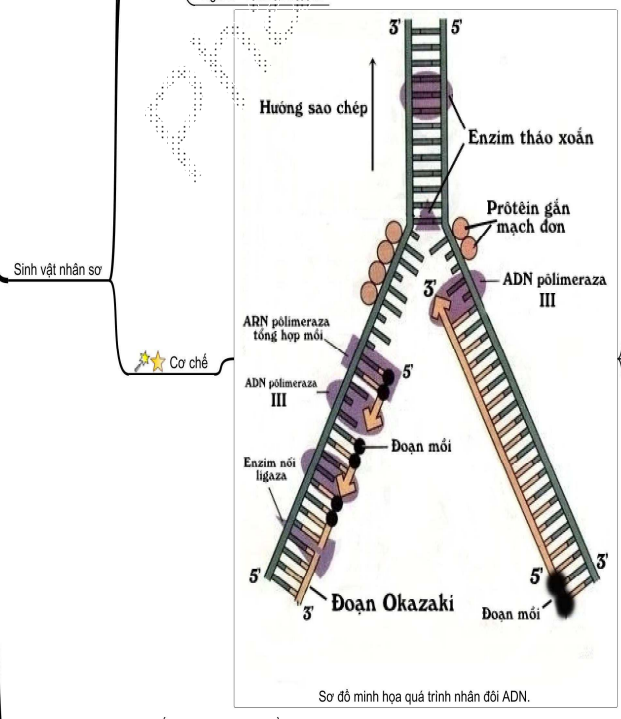 3' 5'
Hướng sao chép
Enzim tháo xoắn
Prôtêin gắn
mạch đơn
Sinh vật nhân sơ
3'
ADN pôlimeraza
III
ARN pôlimeraza
tổng hợp mồi
Cơ chế
5'
ADN pôlimeraza
III
Đoạn mồi
Enzim nối
ligaza
5'
3'
Đoạn Okazaki
5'
3'
Đoạn mồi
Sơ đồ minh họa quá trình nhân đôi ADN.